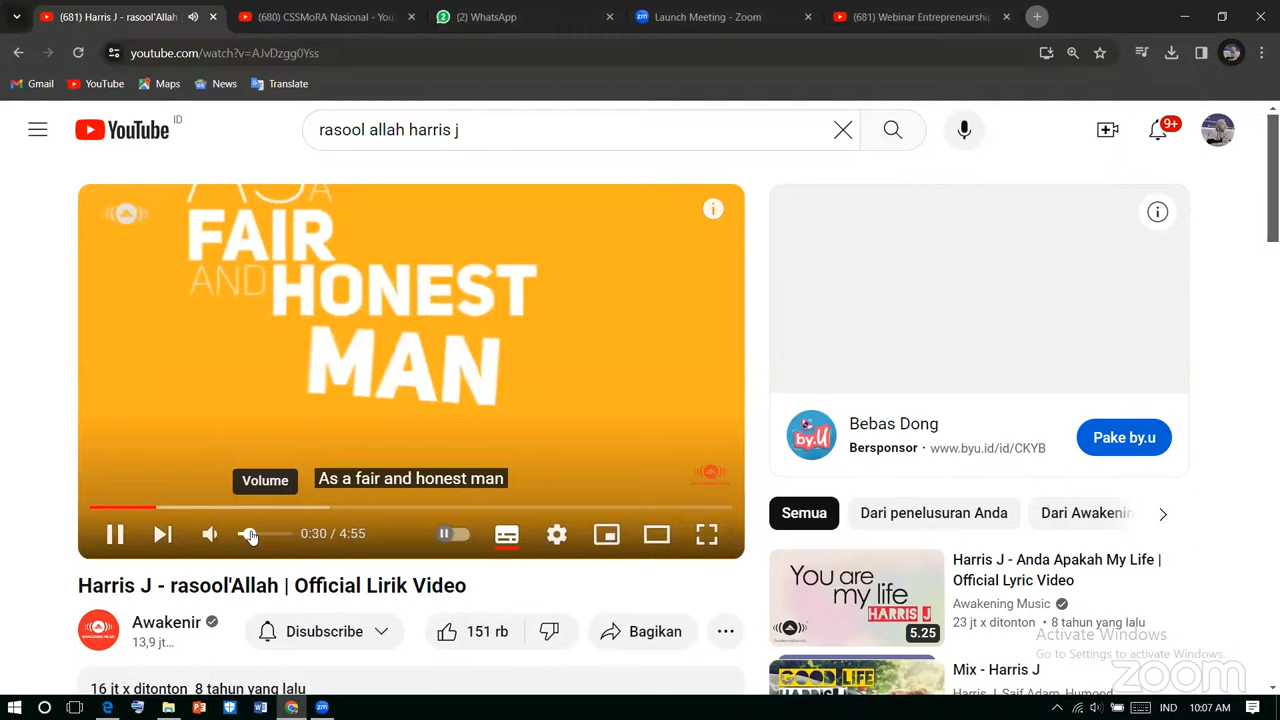 (681) Harris J - rasool'Allah
(680) CSSMoRA Nasional - You
(2) WhatsApp
Launch Meeting - Zoom
(681) Webinar Entrepreneurship
youtube.com/watch?v=AJvDzgg0Yss
Gmail
YouTube
Maps
News
Translate
YouTube ID
rasool allah harris j
9+
AS A
FAIR
AND HONEST
MAN
Volume
As a fair and honest man
0:30 / 4:55
Bebas Dong
by.U
Bersponsor · www.byu.id/id/CKYB
Pake by.u
Semua
Dari penelusuran Anda
Dari Awakenin
Harris J - rasool'Allah | Official Lirik Video
Awakenir
13,9 jt...
Disubscribe
151 rb
Bagikan
...
16 jt x ditonton 8 tahun yang lalu
You are
my life
HARRIS J
5.25
Harris J - Anda Apakah My Life |
Official Lyric Video
Awakening Music
23 jt x ditonton · 8 tahun yang lalu
GOOD LIFE
HARRIS J
Mix - Harris J
Harris J, Saif Adam, Humood
Activate Windows
Go to Settings to activate Windows.
zoom
IND
10:07 AM